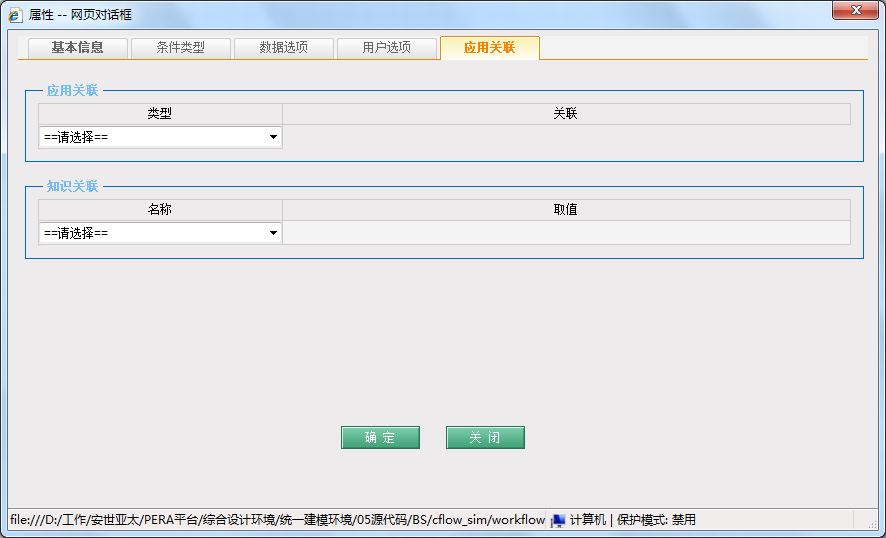 属性 -- 网页对话框
基本信息 条件类型 数据选项 用户选项 应用关联
应用关联
类型 关联
==请选择==
知识关联
名称 取值
==请选择==
确 定 关 闭
file:///D:/工作/安世亚太/PERA平台/综合设计环境/统一建模环境/05源代码/BS/cflow_sim/workflow 计算机 | 保护模式: 禁用